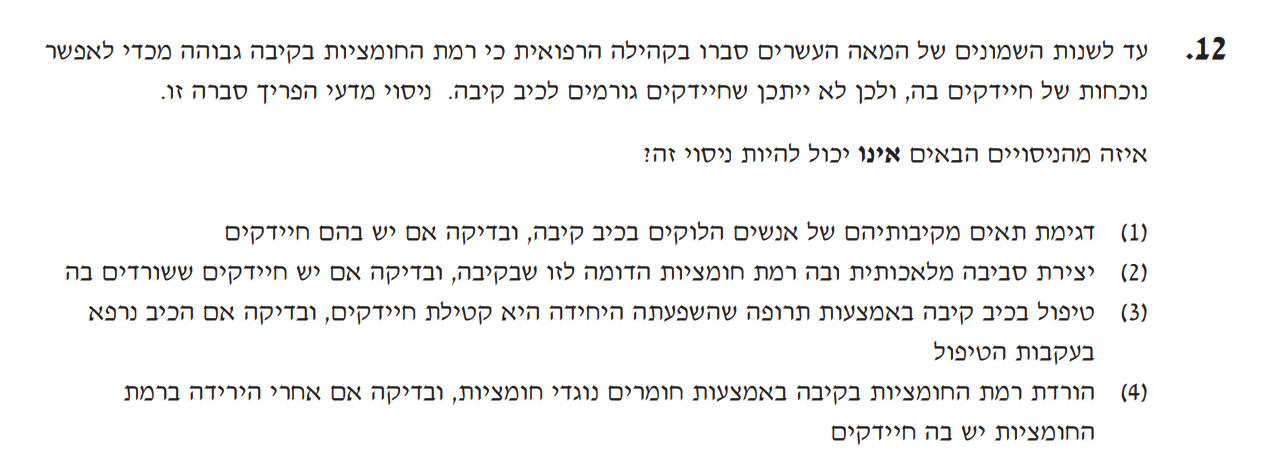 12. עד לשנות השמונים של המאה העשרים סברו בקהילה הרפואית כי רמת החומציות בקיבה גבוהה מכדי לאפשר
נוכחות של חיידקים בה, ולכן לא ייתכן שחיידקים גורמים לכיב קיבה. ניסוי מדעי הפריך סברה זו.
איזה מהניסויים הבאים אינו יכול להיות ניסוי זה?
(1) דגימת תאים מקיבותיהם של אנשים הלוקים בכיב קיבה, ובדיקה אם יש בהם חיידקים
(2) יצירת סביבה מלאכותית ובה רמת חומציות הדומה לזו שבקיבה, ובדיקה אם יש חיידקים ששורדים בה
(3) טיפול בכיב קיבה באמצעות תרופה שהשפעתה היחידה היא קטילת חיידקים, ובדיקה אם הכיב נרפא
בעקבות הטיפול
(4) הורדת רמת החומציות בקיבה באמצעות חומרים נוגדי חומציות, ובדיקה אם אחרי הירידה ברמת
החומציות יש בה חיידקים